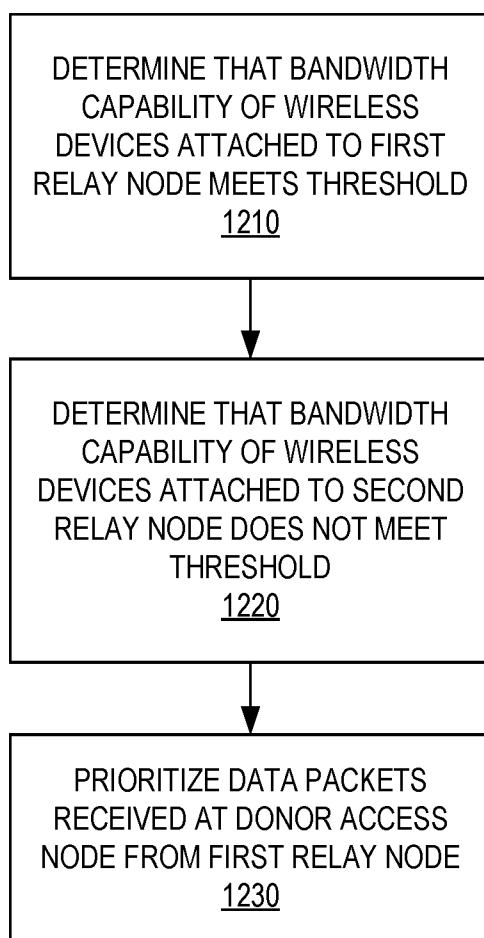 DETERMINE THAT BANDWIDTH
CAPABILITY OF WIRELESS
DEVICES ATTACHED TO FIRST
RELAY NODE MEETS THRESHOLD
1210
DETERMINE THAT BANDWIDTH
CAPABILITY OF WIRELESS
DEVICES ATTACHED TO SECOND
RELAY NODE DOES NOT MEET
THRESHOLD
1220
PRIORITIZE DATA PACKETS
RECEIVED AT DONOR ACCESS
NODE FROM FIRST RELAY NODE
1230